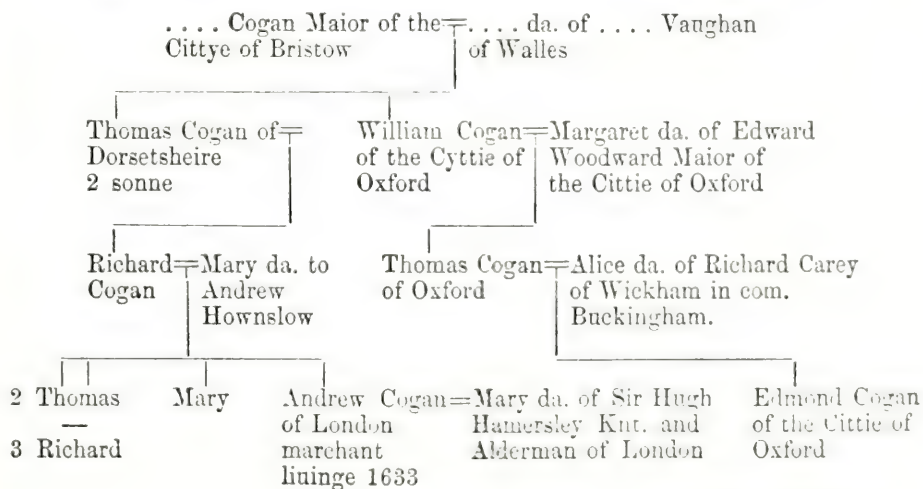 .... Cogan Maior of the = .... da. of .... Vaughan
Cittye of Bristow of Walles
Thomas Cogan of = William Cogan = Margaret da. of Edward
Dorsetsheire of the Cyttie of Woodward Maior of
2 sonne Oxford the Cittie of Oxford
Richard = Mary da. to Thomas Cogan = Alice da. of Richard Carey
Cogan Andrew of Oxford of Wickham in com.
Hownslow Buckingham.
2 Thomas Mary Andrew Cogan = Mary da. of Sir Hugh Edmond Cogan
— of London Hamersley Knt. and of the Cittie of
3 Richard marchant Alderman of London Oxford
liuinge 1633